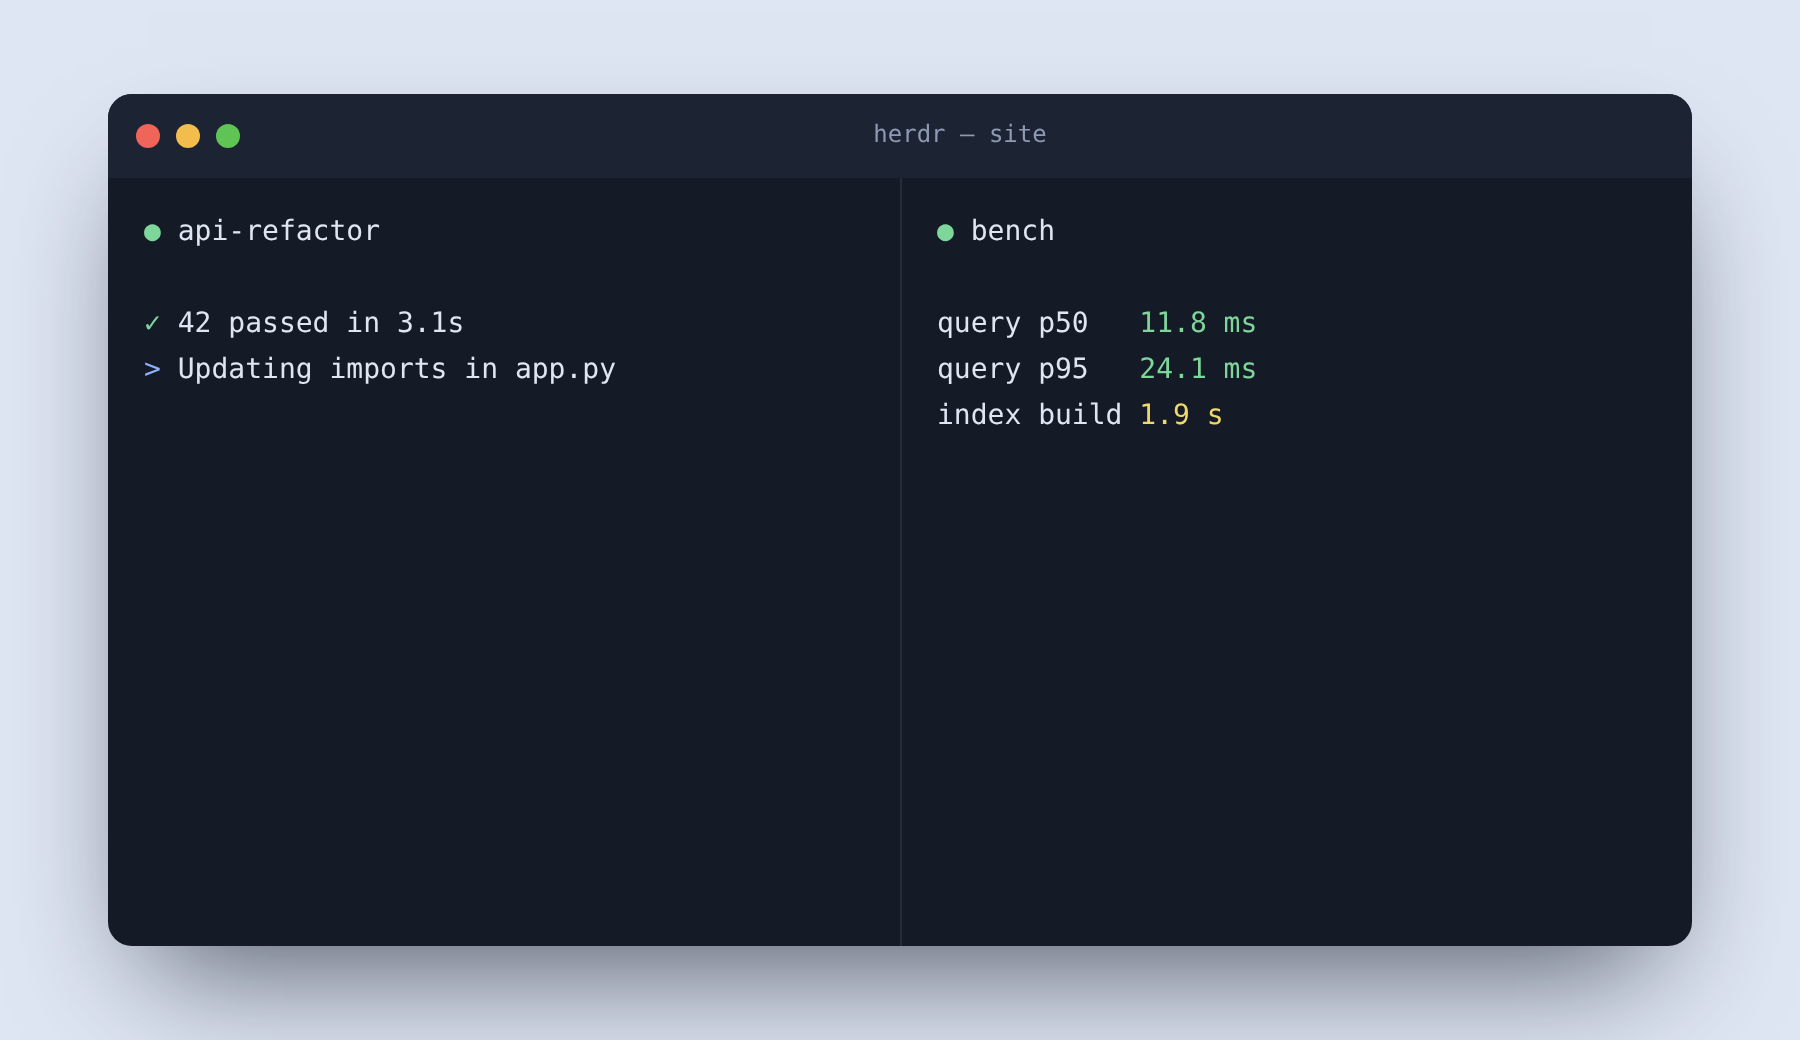 herdr — site
● api-refactor
✓ 42 passed in 3.1s
> Updating imports in app.py
● bench
query p50   11.8 ms
query p95   24.1 ms
index build 1.9 s